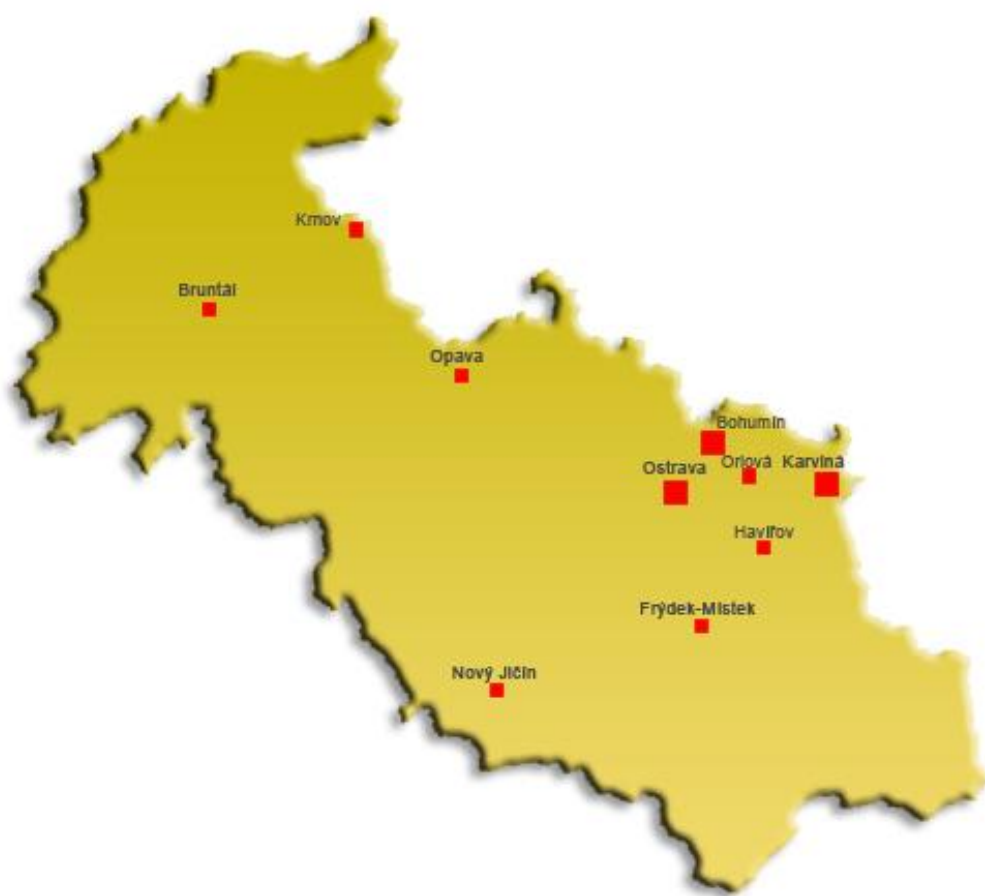 Krnov
Bruntál
Opava
Bohumín
Ostrava
Orlová
Karviná
Havířov
Frýdek-Místek
Nový Jičín